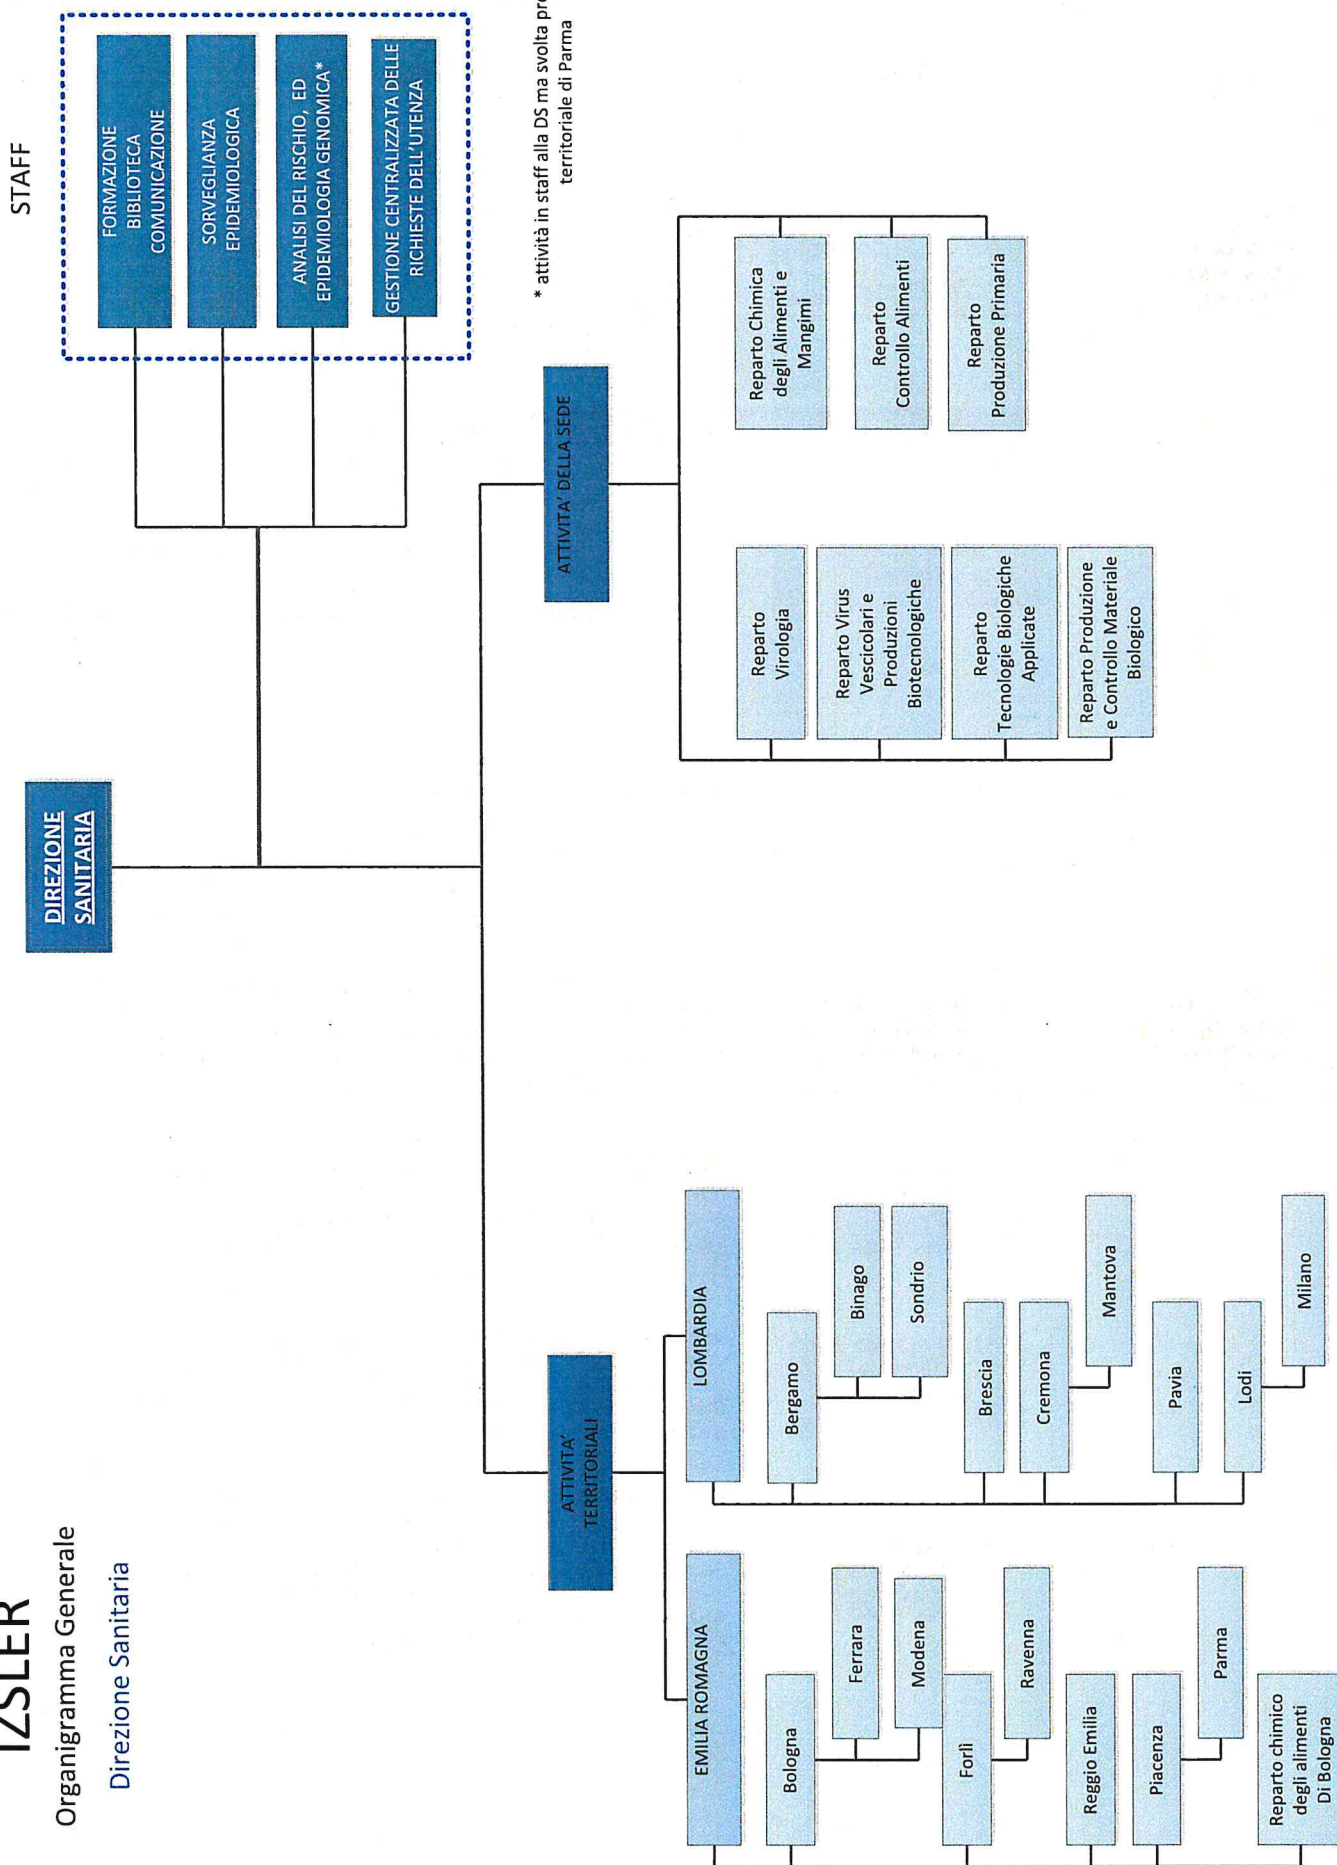 IZSLER
Organigramma Generale
Direzione Sanitaria
DIREZIONE
SANITARIA
STAFF
FORMAZIONE
BIBLIOTECA
COMUNICAZIONE
SORVEGLIANZA
EPIDEMIOLOGICA
ANALISI DEL RISCHIO, ED
EPIDEMIOLOGIA GENOMICA*
GESTIONE CENTRALIZZATA DELLE
RICHIESTE DELL'UTENZA
* attività in staff alla DS ma svolta
territoriale di Parma
ATTIVITA'
TERRITORIALI
ATTIVITA' DELLA SEDE
EMILIA ROMAGNA
Bologna
Ferrara
Modena
Forlì
Ravenna
Reggio Emilia
Piacenza
Parma
Reparto chimico
degli alimenti
Di Bologna
LOMBARDIA
Bergamo
Binago
Sondrio
Brescia
Cremona
Mantova
Pavia
Lodi
Milano
Reparto
Virologia
Reparto Virus
Vescicolari e
Produzioni
Biotecnologiche
Reparto
Tecnologie Biologiche
Applicate
Reparto Produzione
e Controllo Materiale
Biologico
Reparto Chimica
degli Alimenti e
Mangimi
Reparto
Controllo Alimenti
Reparto
Produzione Primaria